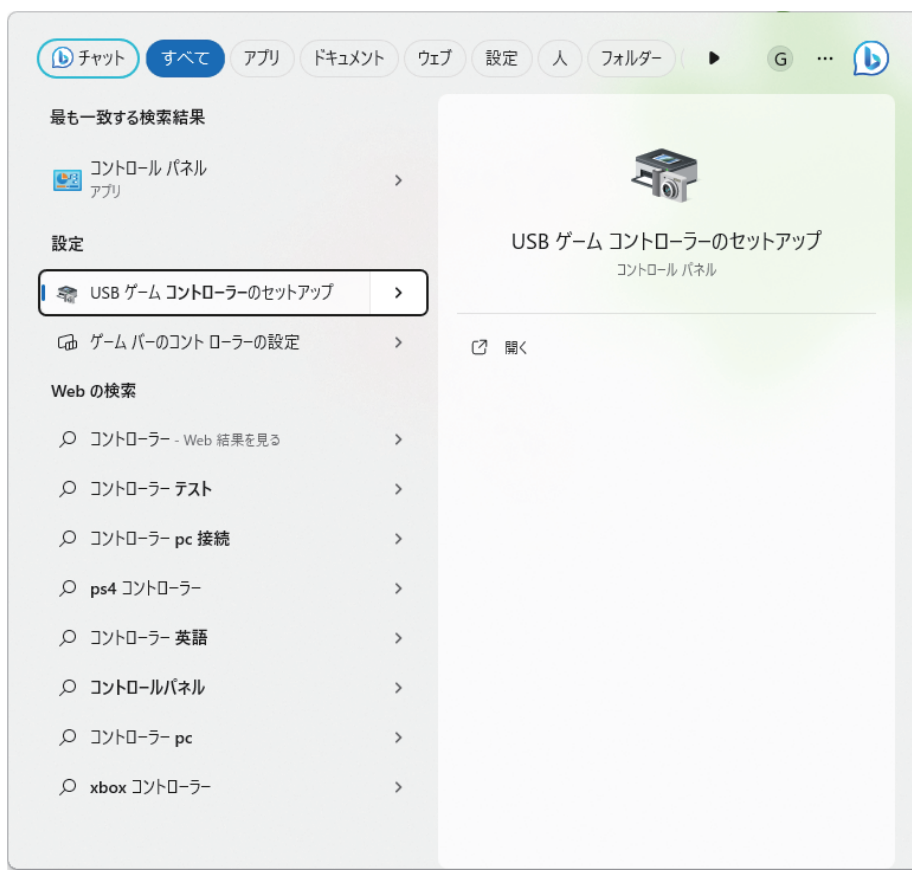 チャット すべて アプリ ドキュメント ウェブ 設定 人 フォルダー G
最も一致する検索結果
コントロール パネル
アプリ
設定
USB ゲーム コントローラーのセットアップ
ゲーム バーのコント ローラーの設定
Web の検索
コントローラー - Web 結果を見る
コントローラー テスト
コントローラー pc 接続
ps4 コントローラー
コントローラー 英語
コントロールパネル
コントローラー pc
xbox コントローラー
USB ゲーム コントローラーのセットアップ
コントロール パネル
開く